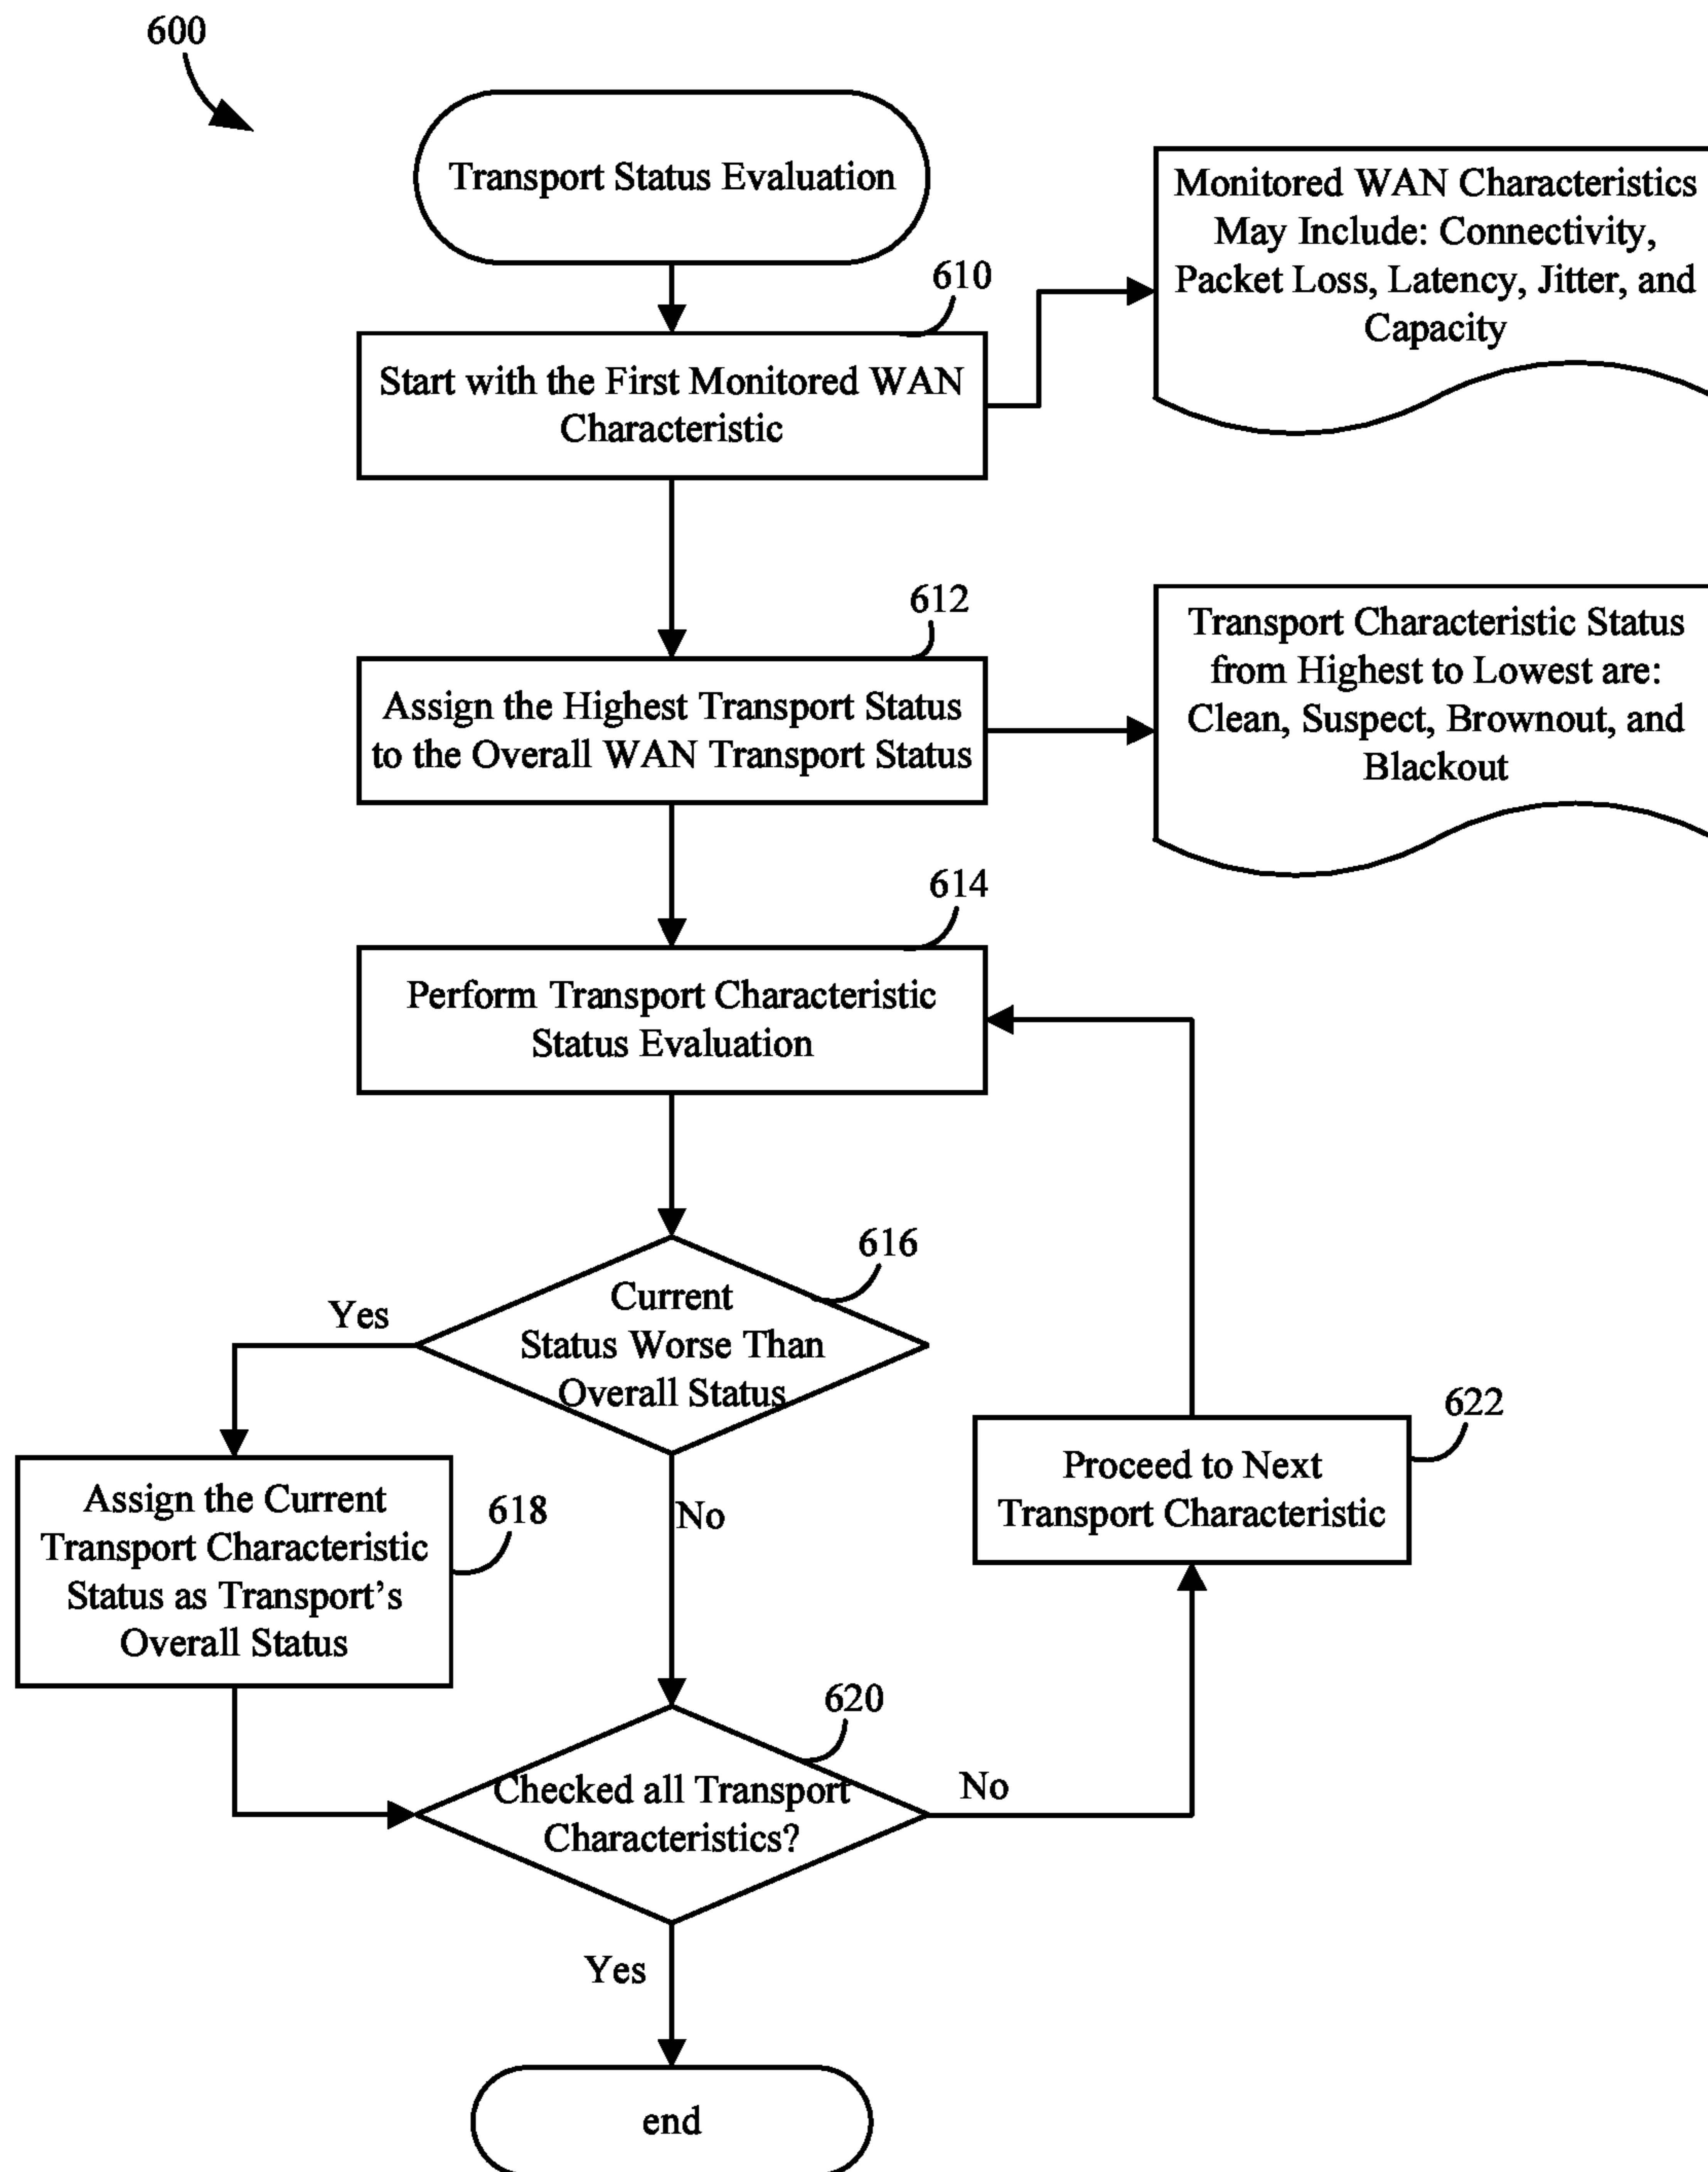 600
Transport Status Evaluation
Monitored WAN Characteristics
May Include: Connectivity,
Packet Loss, Latency, Jitter, and
Capacity
610
Start with the First Monitored WAN
Characteristic
612
Assign the Highest Transport Status
to the Overall WAN Transport Status
Transport Characteristic Status
from Highest to Lowest are:
Clean, Suspect, Brownout, and
Blackout
614
Perform Transport Characteristic
Status Evaluation
616
Current
Status Worse Than
Overall Status
Yes
No
618
Assign the Current
Transport Characteristic
Status as Transport’s
Overall Status
622
Proceed to Next
Transport Characteristic
620
Checked all Transport
Characteristics?
No
Yes
end